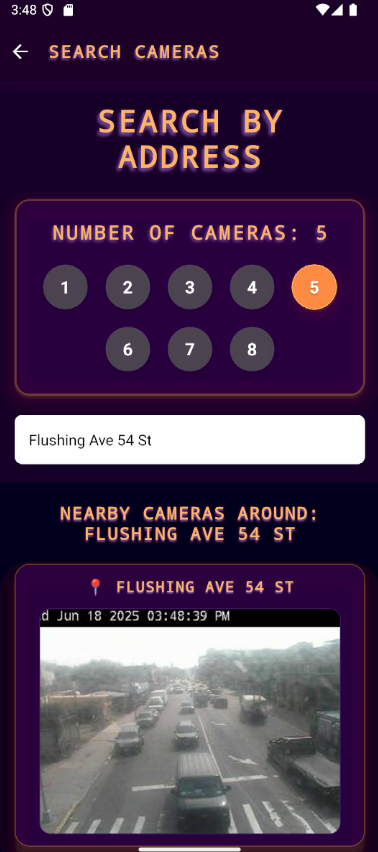 3:48
SEARCH CAMERAS
SEARCH BY
ADDRESS
NUMBER OF CAMERAS: 5
1 2 3 4 5
6 7 8
Flushing Ave 54 St
NEARBY CAMERAS AROUND:
FLUSHING AVE 54 ST
📍 FLUSHING AVE 54 ST
d Jun 18 2025 03:48:39 PM